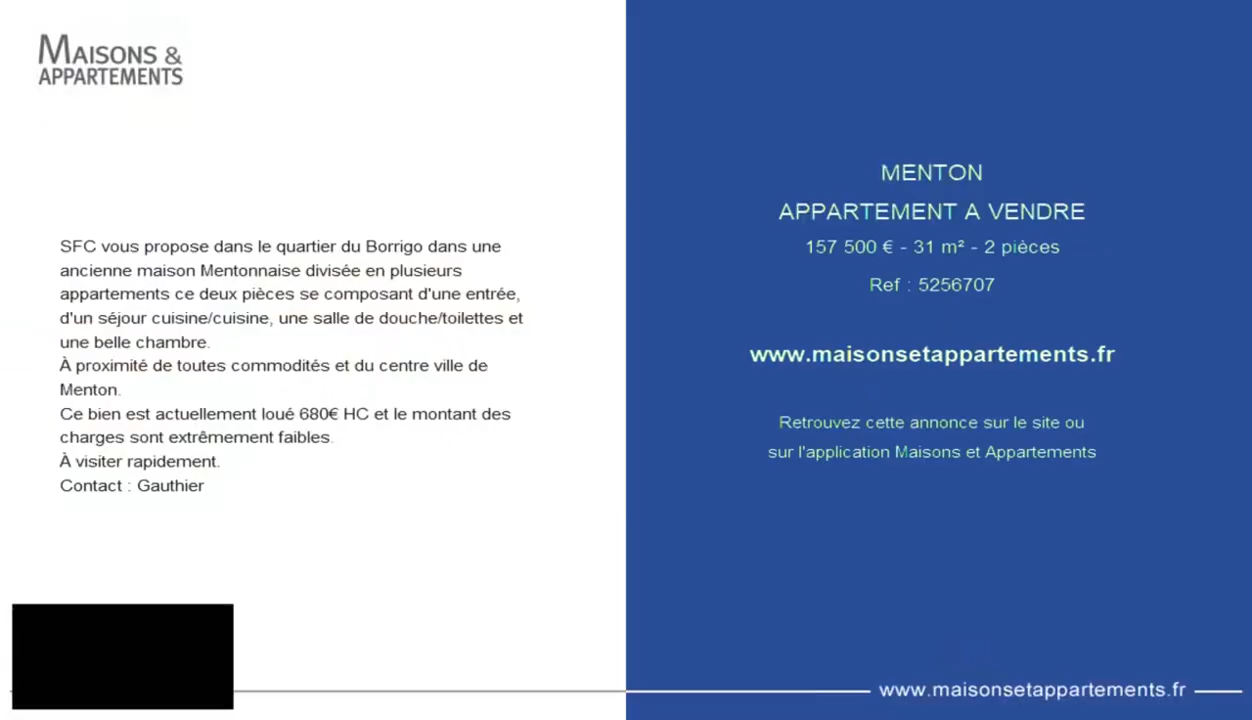 MAISONS &
APPARTEMENTS
SFC vous propose dans le quartier du Borrigo dans une
ancienne maison Mentonnaise divisée en plusieurs
appartements ce deux pièces se composant d'une entrée,
d'un séjour cuisine/cuisine, une salle de douche/toilettes et
une belle chambre.
À proximité de toutes commodités et du centre ville de
Menton.
Ce bien est actuellement loué 680€ HC et le montant des
charges sont extrêmement faibles.
À visiter rapidement.
Contact : Gauthier
MENTON
APPARTEMENT A VENDRE
157 500 € - 31 m² - 2 pièces
Ref : 5256707
www.maisonsetappartements.fr
Retrouvez cette annonce sur le site ou
sur l'application Maisons et Appartements
www.maisonsetappartements.fr